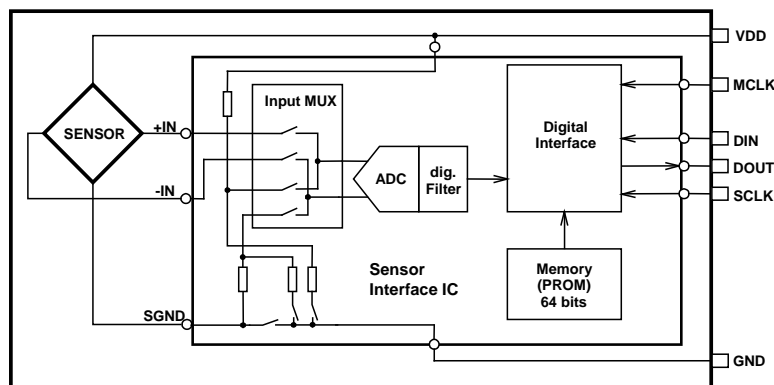 VDD
MCLK
Input MUX
+IN
SENSOR
Digital
Interface
DIN
DOUT
ADC
dig.
Filter
-IN
SCLK
Sensor
Interface IC
Memory
(PROM)
64 bits
SGND
GND